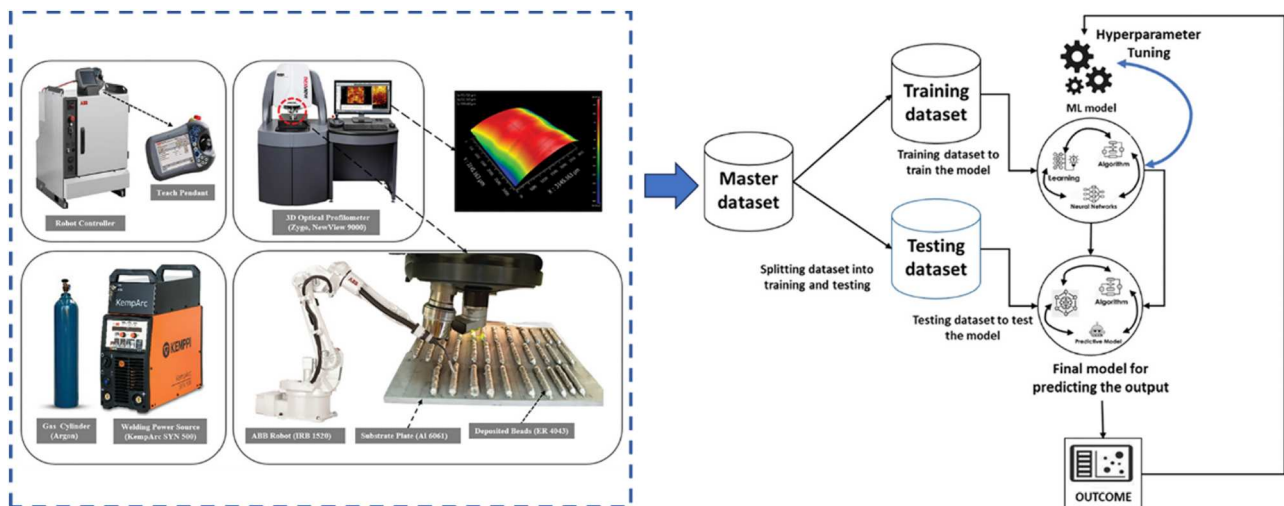 ABB
Teach Pendant
Robot Controller
3D Optical Profilometer
(Zygo, NewView 9000)
KempArc
KEMPPI
Gas Cylinder
(Argon)
Welding Power Source
(KempArc SYN 500)
ABB
ABB Robot (IRB 1520)
Substrate Plate (Al 6061)
Deposited Beads (ER 4043)
Master
dataset
Training
dataset
Training dataset to
train the model
Testing
dataset
Splitting dataset into
training and testing
Testing dataset to test
the model
Hyperparameter
Tuning
ML model
Algorithm
Learning
Neural Networks
Algorithm
Predictive Model
Final model for
predicting the output
OUTCOME